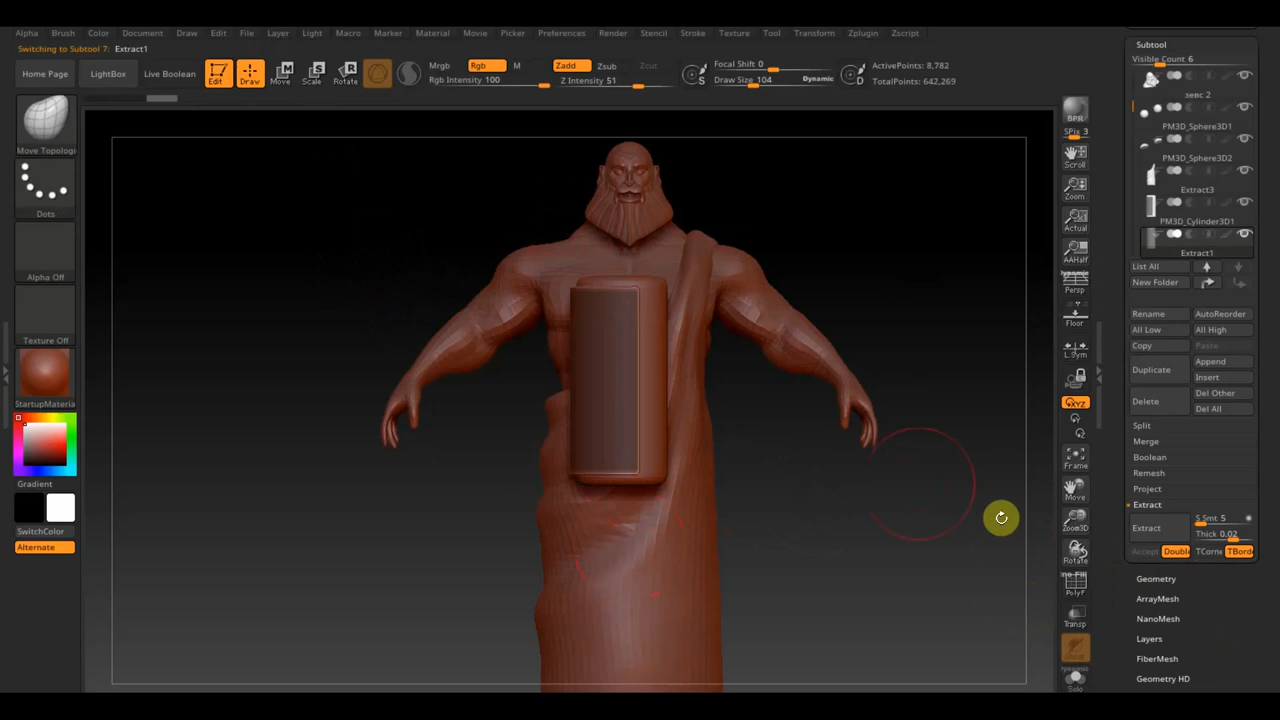 Alpha Brush Color Document Draw Edit File Layer Light Macro Marker Material Movie Picker Preferences Render Stencil Stroke Texture Tool Transform Zplugin Zscript
Switching to Subtool 7: Extract1
Home Page LightBox Live Boolean Edit Draw Move Scale Rotate
Mrgb Rgb M
Rgb Intensity 100
Zadd Zsub Zcut
Z Intensity 51
S
Focal Shift 0
Draw Size 104 Dynamic
D
ActivePoints: 8,782
TotalPoints: 642,269
Move Topologi
Dots
Alpha Off
Texture Off
StartupMateria
Gradient
SwitchColor
Alternate
BPR
SPix 3
Scroll
Zoom
Actual
AAHalf
Persp
Floor
L.Sym
XYZ
Frame
Move
Zoom3D
Rotate
PolyF
Transp
Solo
Subtool
Visible Count 6
зевс 2
PM3D_Sphere3D1
PM3D_Sphere3D2
Extract3
PM3D_Cylinder3D1
Extract1
List All
New Folder
Rename AutoReorder
All Low All High
Copy Paste
Duplicate Append
Insert
Delete Del Other
Del All
Split
Merge
Boolean
Remesh
Project
Extract
Extract S Smt 5
Thick 0.02
Accept Double TCorne TBorde
Geometry
ArrayMesh
NanoMesh
Layers
FiberMesh
Geometry HD